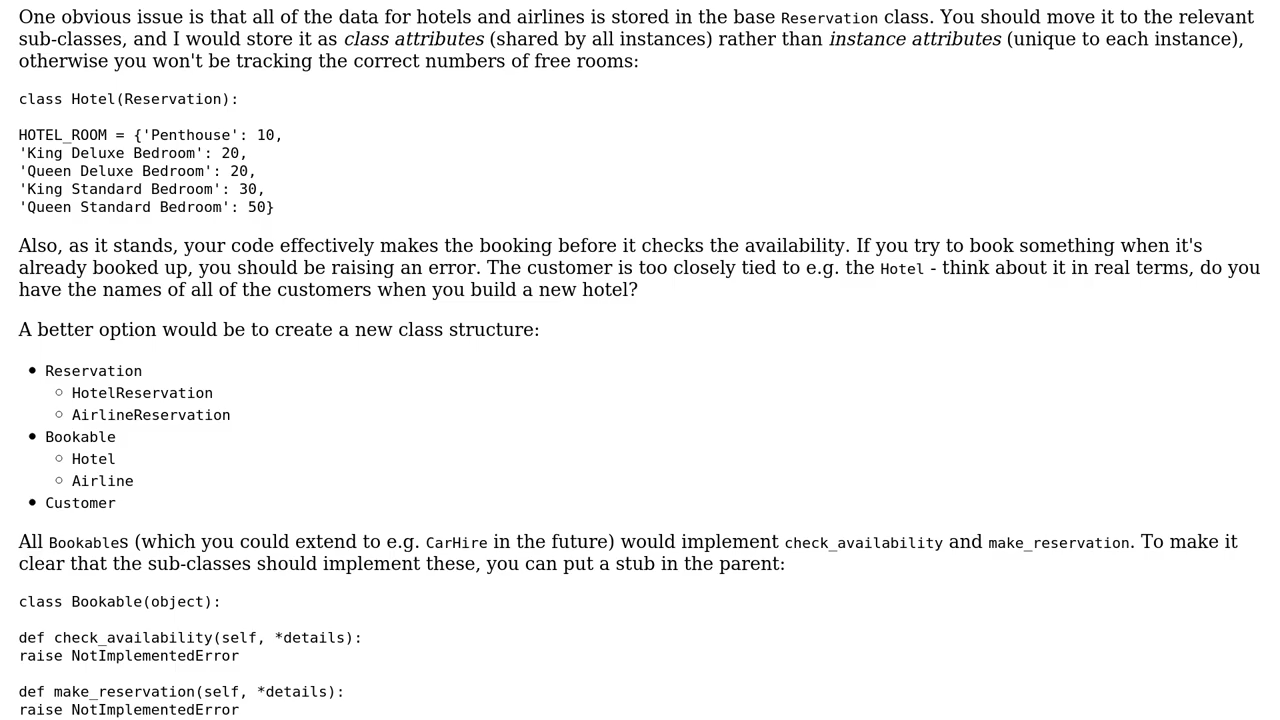 One obvious issue is that all of the data for hotels and airlines is stored in the base Reservation class. You should move it to the relevant
sub-classes, and I would store it as class attributes (shared by all instances) rather than instance attributes (unique to each instance),
otherwise you won't be tracking the correct numbers of free rooms:
class Hotel(Reservation):
HOTEL_ROOM = {'Penthouse': 10,
'King Deluxe Bedroom': 20,
'Queen Deluxe Bedroom': 20,
'King Standard Bedroom': 30,
'Queen Standard Bedroom': 50}
Also, as it stands, your code effectively makes the booking before it checks the availability. If you try to book something when it's
already booked up, you should be raising an error. The customer is too closely tied to e.g. the Hotel - think about it in real terms, do you
have the names of all of the customers when you build a new hotel?
A better option would be to create a new class structure:
• Reservation
◦ HotelReservation
◦ AirlineReservation
• Bookable
◦ Hotel
◦ Airline
• Customer
All Bookables (which you could extend to e.g. CarHire in the future) would implement check_availability and make_reservation. To make it
clear that the sub-classes should implement these, you can put a stub in the parent:
class Bookable(object):
def check_availability(self, *details):
raise NotImplementedError
def make_reservation(self, *details):
raise NotImplementedError